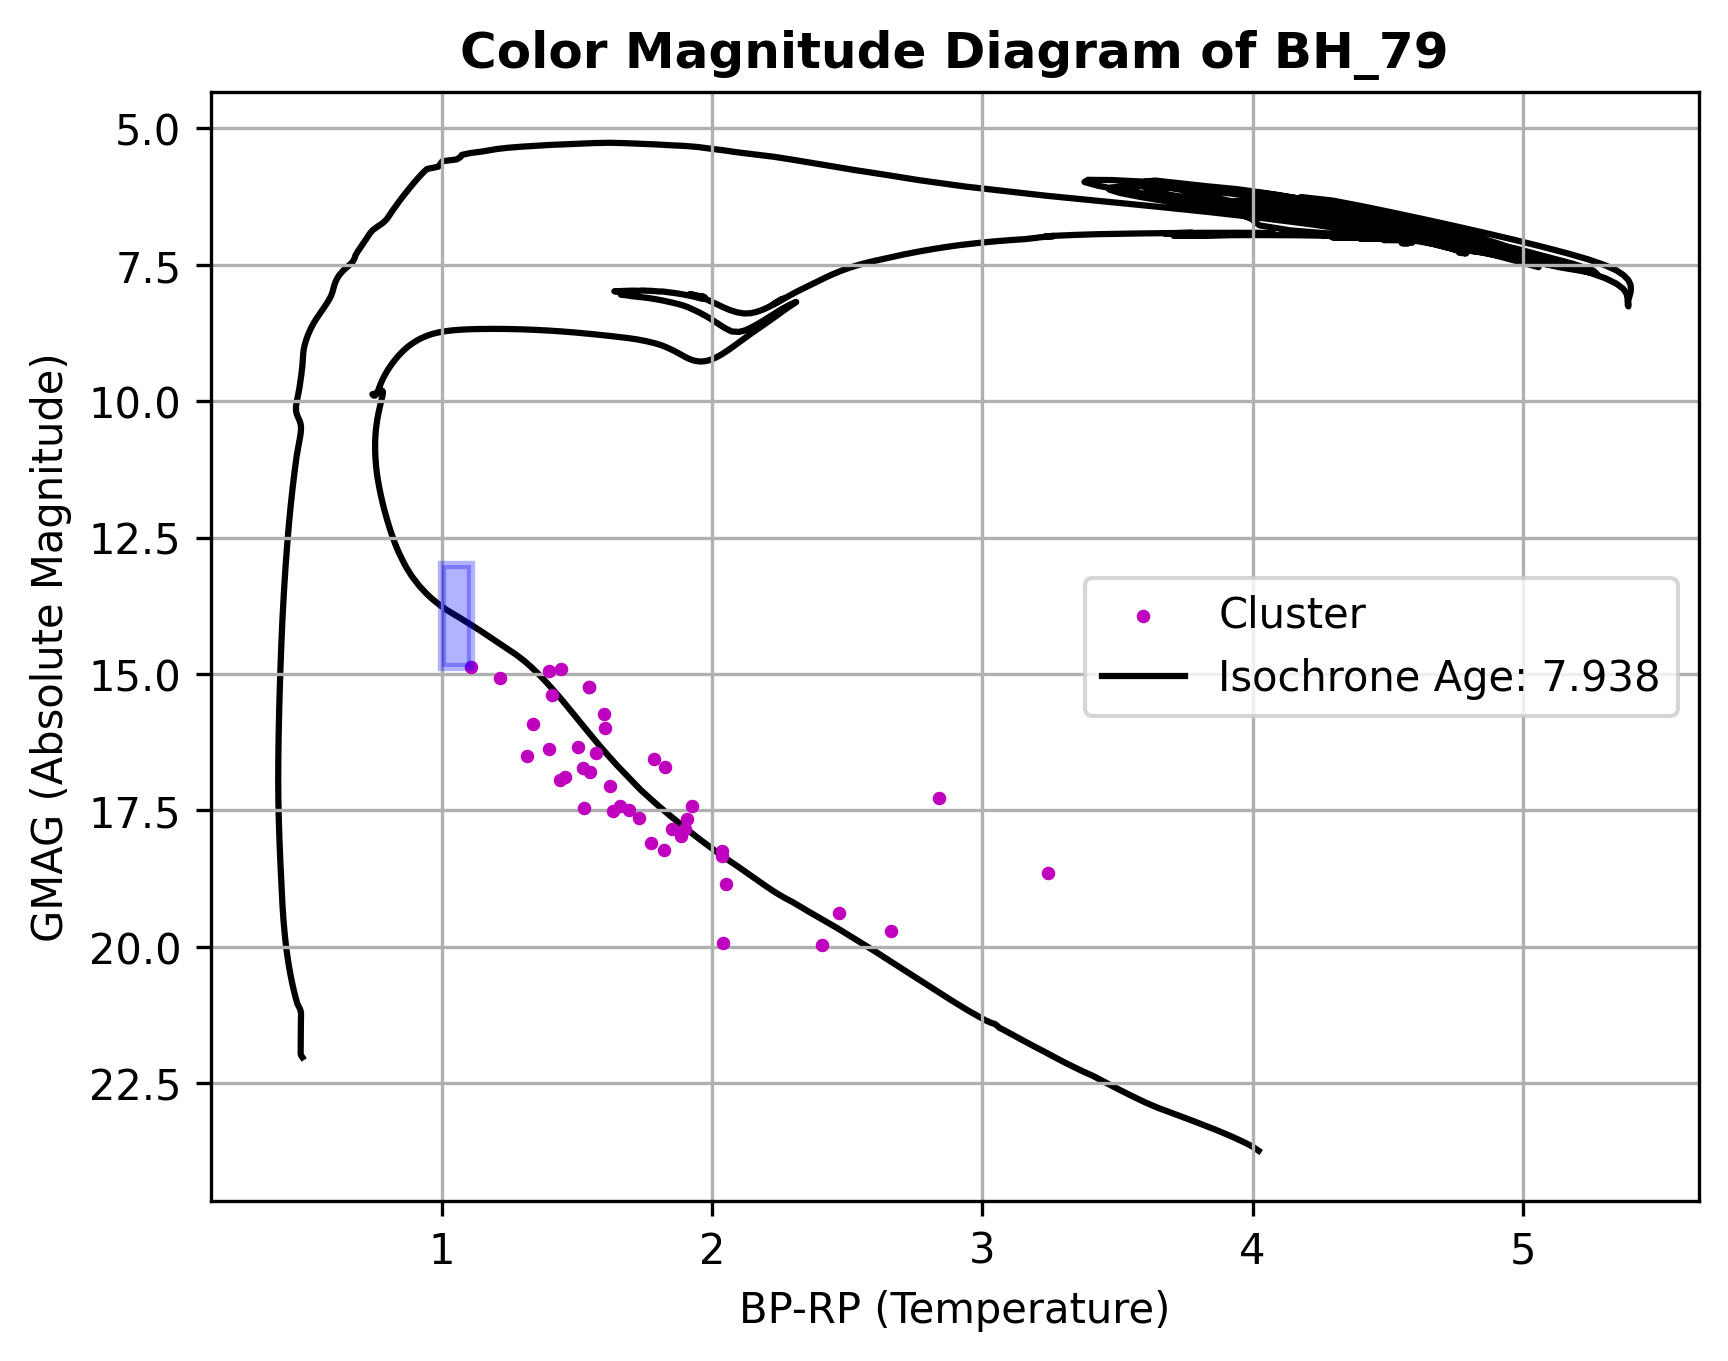 Color Magnitude Diagram of BH_79
GMAG (Absolute Magnitude)
5.0
7.5
10.0
12.5
15.0
17.5
20.0
22.5
Cluster
Isochrone Age: 7.938
1 2 3 4 5
BP-RP (Temperature)